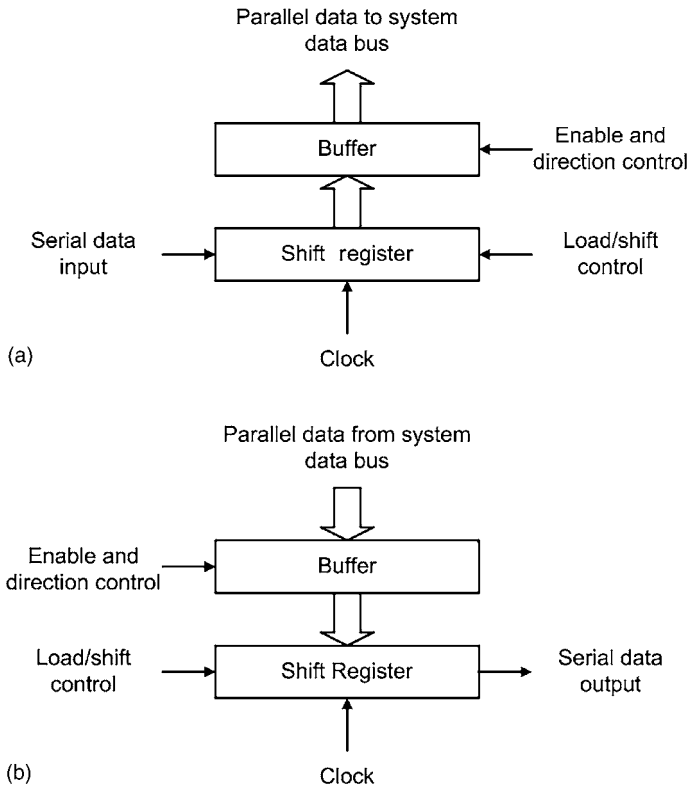 Parallel data to system
data bus
Buffer
Enable and
direction control
Serial data
input
Shift register
Load/shift
control
Clock
(a)
Parallel data from system
data bus
Enable and
direction control
Buffer
Load/shift
control
Shift Register
Serial data
output
Clock
(b)